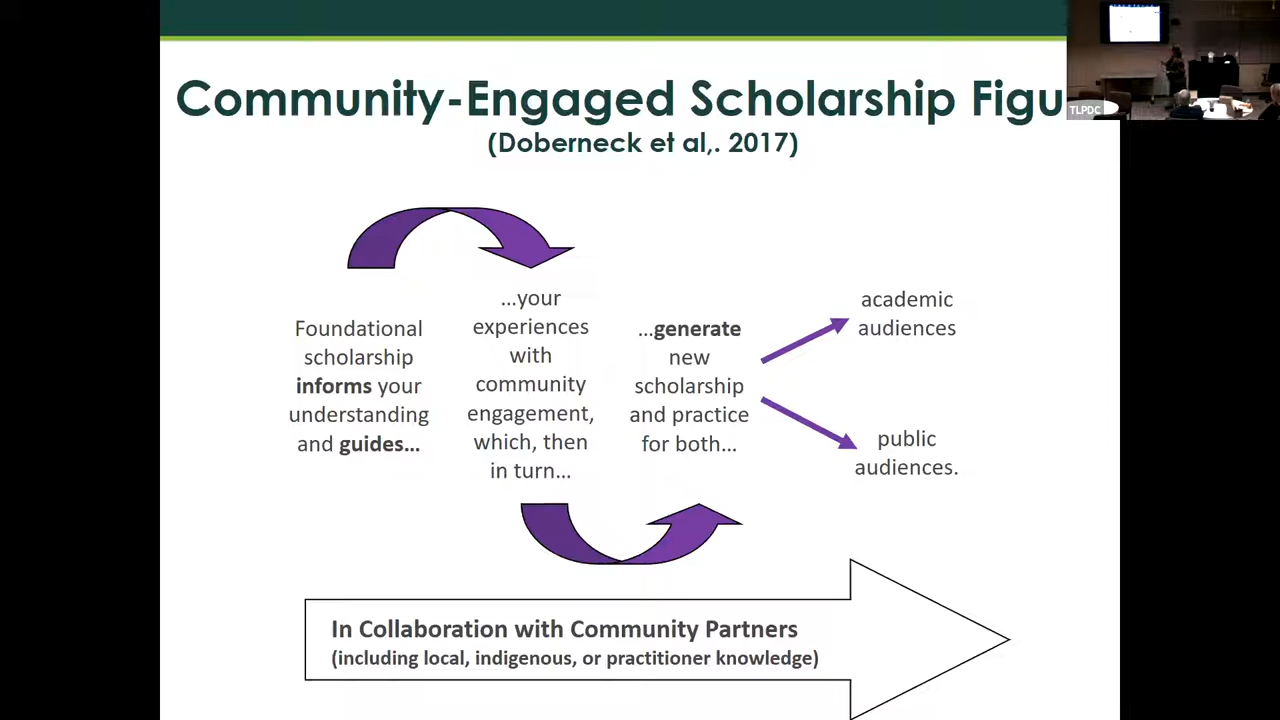 Community-Engaged Scholarship Figu
(Doberneck et al,. 2017)
TLPDC
Foundational
scholarship
informs your
understanding
and guides...
...your
experiences
with
community
engagement,
which, then
in turn...
...generate
new
scholarship
and practice
for both...
academic
audiences
public
audiences.
In Collaboration with Community Partners
(including local, indigenous, or practitioner knowledge)